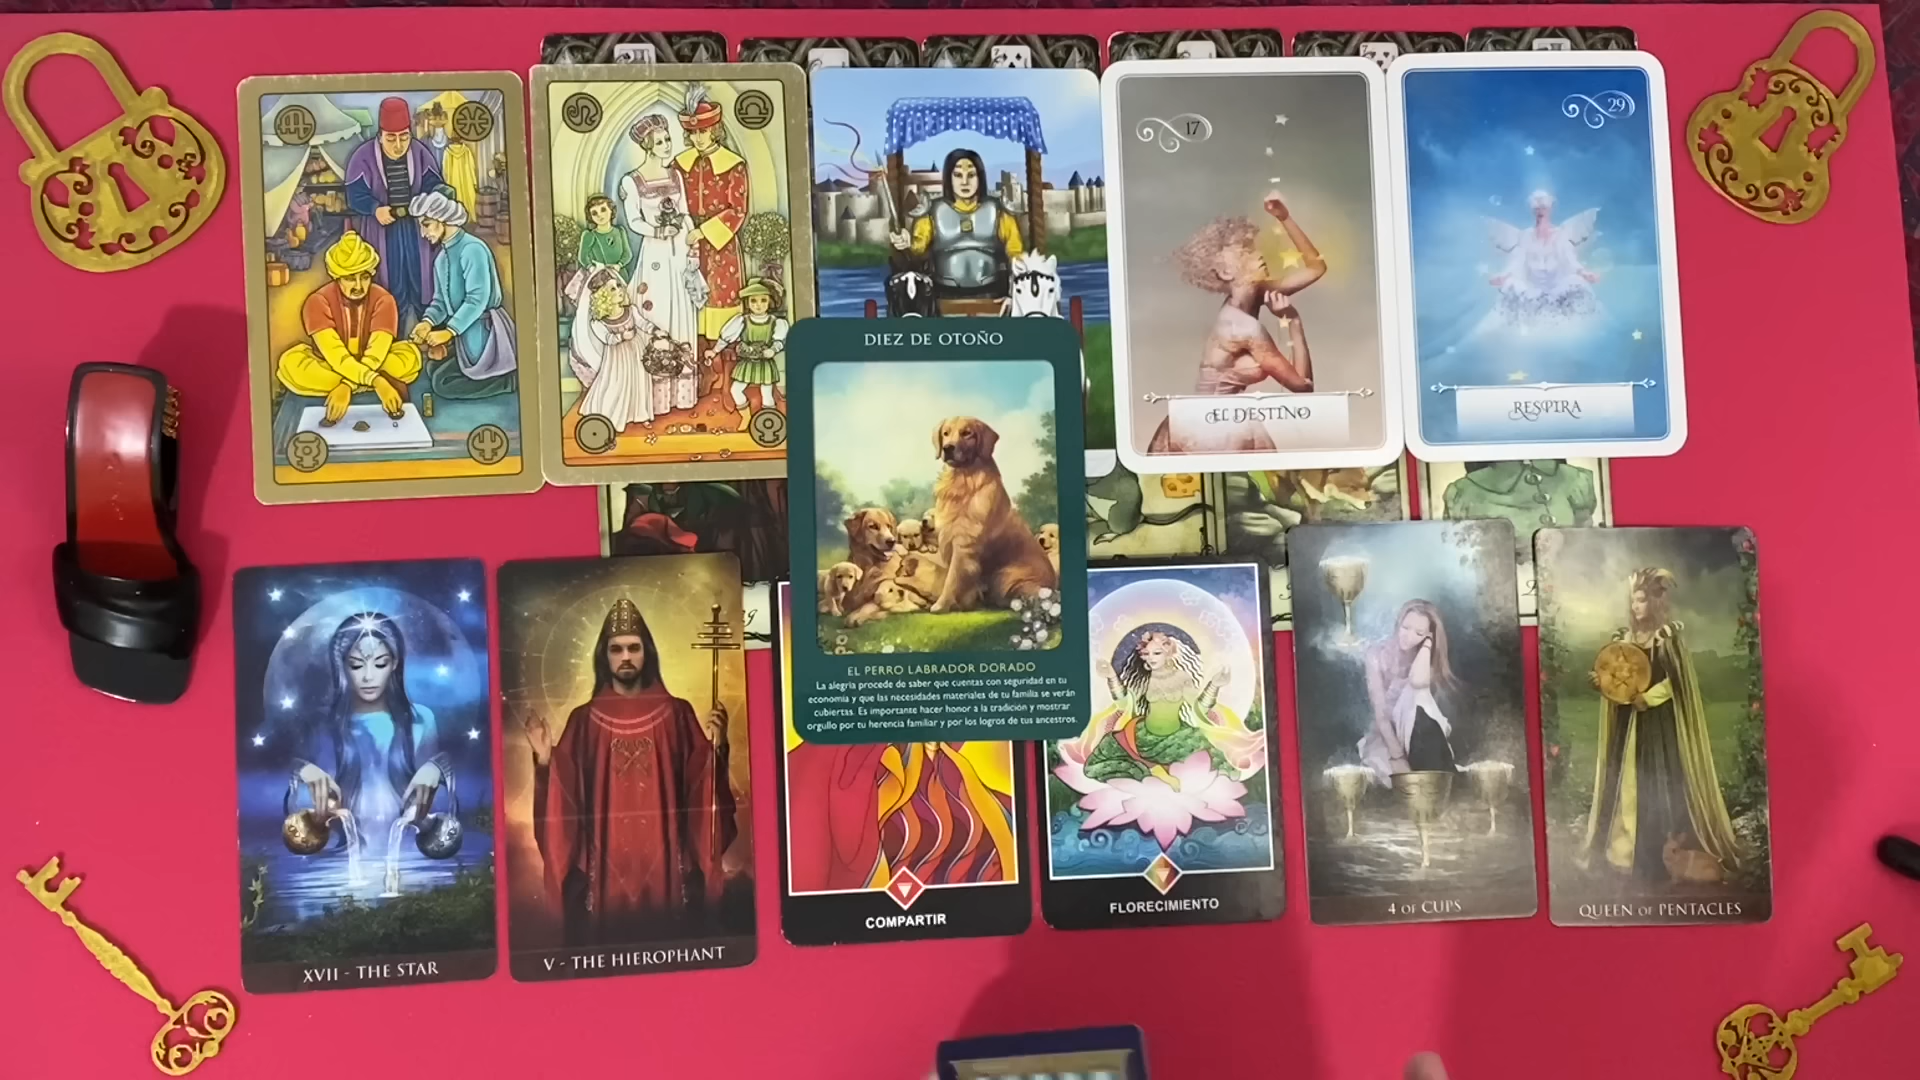 17
29
EL DESTINO
RESPIRA
DIEZ DE OTOÑO
EL PERRO LABRADOR DORADO
La alegría procede de saber que cuentas con seguridad en tu
economía y que las necesidades materiales de tu familia se verán
cubiertas. Es importante hacer honor a la tradición y mostrar
orgullo por tu herencia familiar y por los logros de tus ancestros.
XVII - THE STAR
V - THE HIEROPHANT
COMPARTIR
FLORECIMIENTO
4 OF CUPS
QUEEN OF PENTACLES